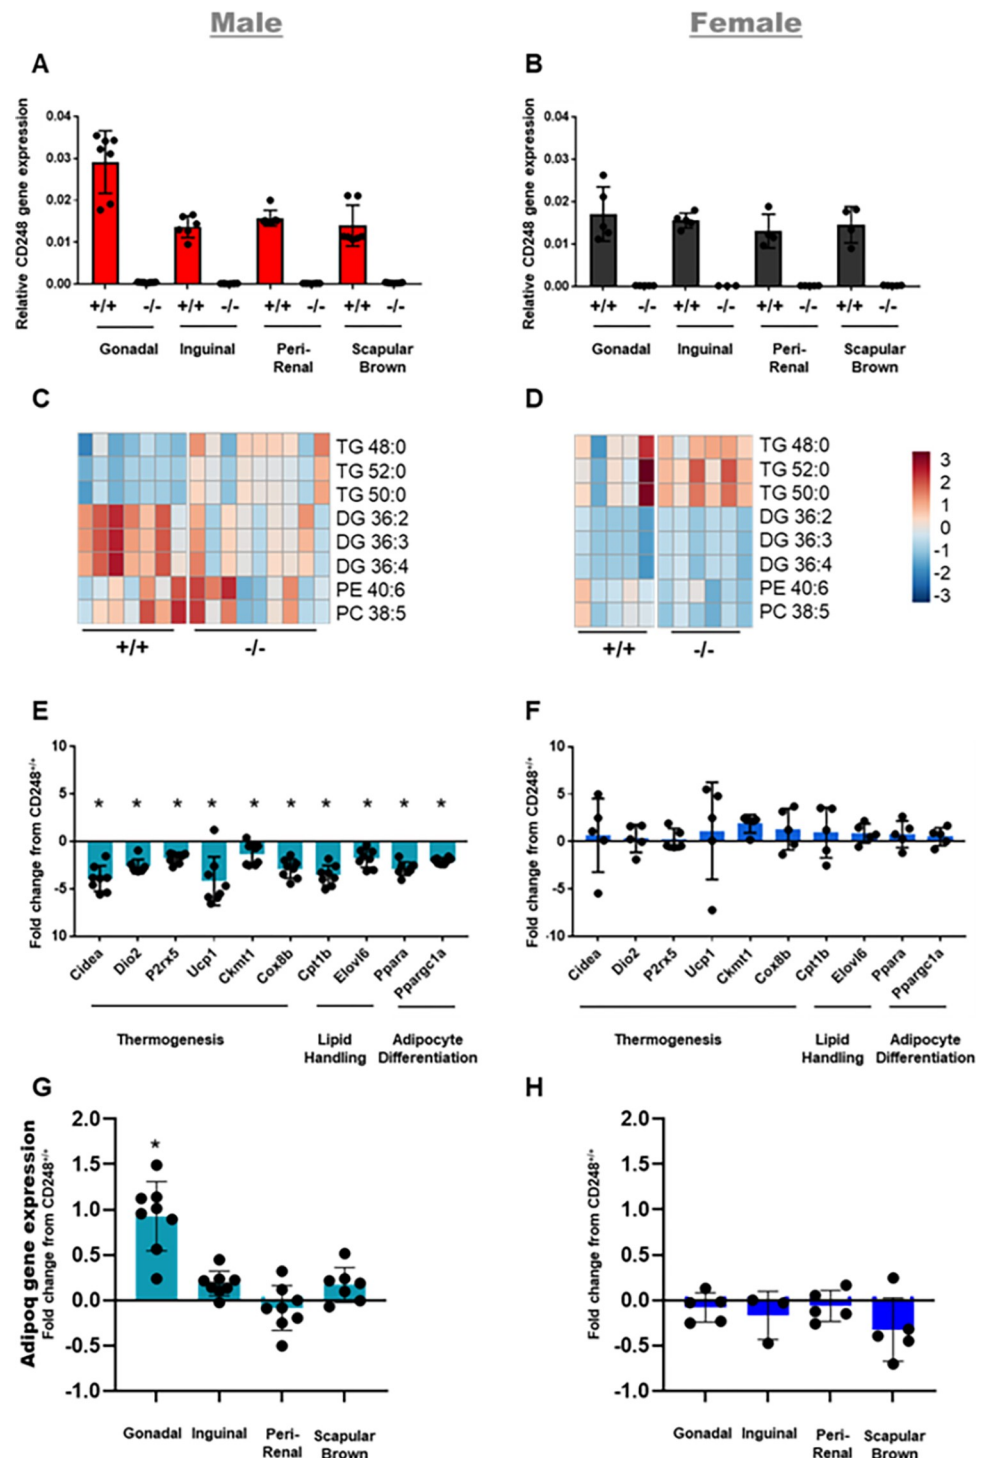 Male
Female
A
B
Relative CD248 gene expression
0.04
0.03
0.02
0.01
0.00
+/+ -/- +/+ -/- +/+ -/- +/+ -/-
Gonadal Inguinal Peri- Scapular
Renal Brown
Relative CD248 gene expression
0.04
0.03
0.02
0.01
0.00
+/+ -/- +/+ -/- +/+ -/- +/+ -/-
Gonadal Inguinal Peri- Scapular
Renal Brown
C
D
TG 48:0
TG 52:0
TG 50:0
DG 36:2
DG 36:3
DG 36:4
PE 40:6
PC 38:5
+/+ -/-
TG 48:0
TG 52:0
TG 50:0
DG 36:2
DG 36:3
DG 36:4
PE 40:6
PC 38:5
+/+ -/-
3
2
1
0
-1
-2
-3
E
F
Fold change from CD248+/+
10
5
0
-5
10
* * * * * * * * * *
Cidea Dio2 P2rx5 Ucp1 Ckmt1 Cox8b Cpt1b Elovl6 Ppara Ppargc1a
Thermogenesis Lipid Adipocyte
Handling Differentiation
Fold change from CD248+/+
10
5
0
-5
-10
Cidea Dio2 P2rx5 Ucp1 Ckmt1 Cox8b Cpt1b Elovl6 Ppara Ppargc1a
Thermogenesis Lipid Adipocyte
Handling Differentiation
G
H
Adipoq gene expression
Fold change from CD248+/+
2.0
1.5
1.0
0.5
0.0
-0.5
-1.0
*
Gonadal Inguinal Peri- Scapular
Renal Brown
Fold change from CD248+/+
2.0
1.5
1.0
0.5
0.0
-0.5
-1.0
Gonadal Inguinal Peri- Scapular
Renal Brown